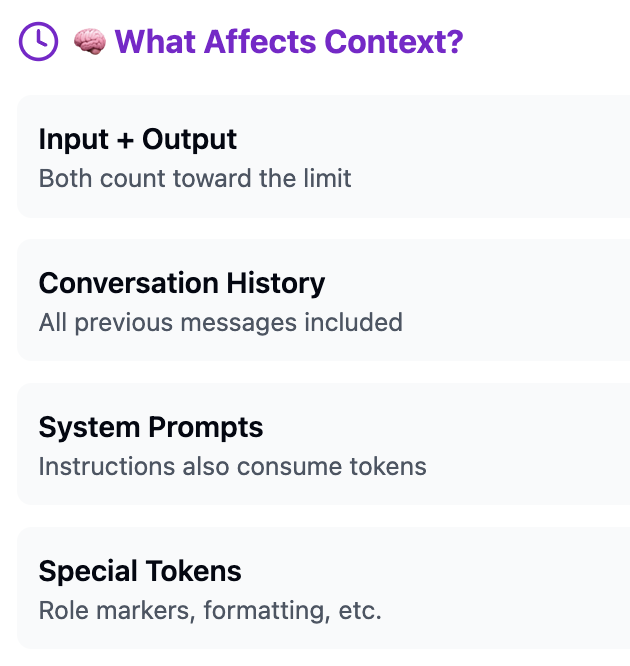 🧠 What Affects Context?
Input + Output
Both count toward the limit
Conversation History
All previous messages included
System Prompts
Instructions also consume tokens
Special Tokens
Role markers, formatting, etc.